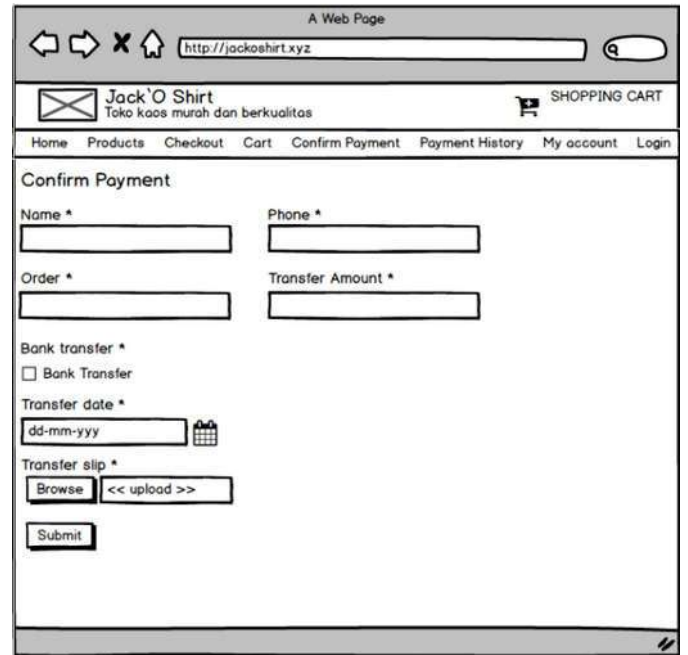 A Web Page
http://jackoshirt.xyz
Jack`O Shirt
Toko kaos murah dan berkualitas
SHOPPING CART
Home Products Checkout Cart Confirm Payment Payment History My account Login
Confirm Payment
Name * Phone *
Order * Transfer Amount *
Bank transfer *
Bank Transfer
Transfer date *
dd-mm-yyy
Transfer slip *
Browse << upload >>
Submit